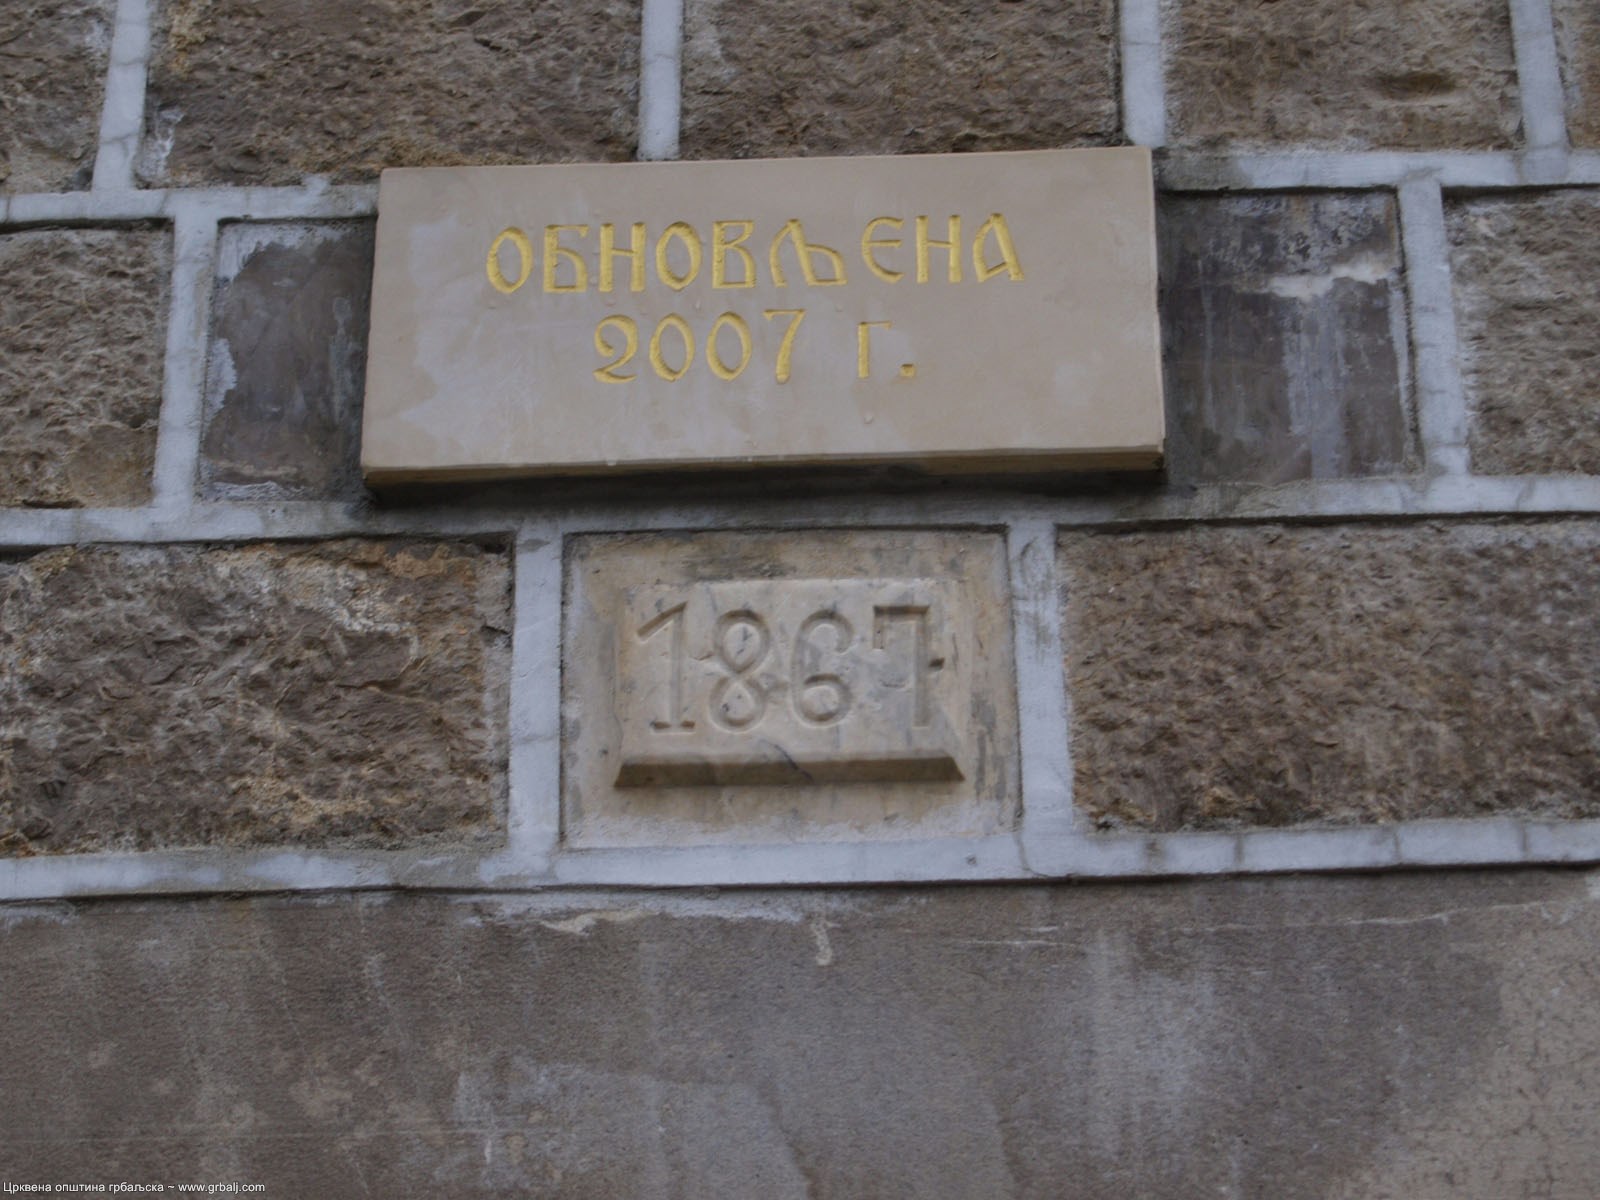 ОБНОВЉЕНА
2007 г.
1867
Црквена општина грбаљска ~ www.grbalj.com